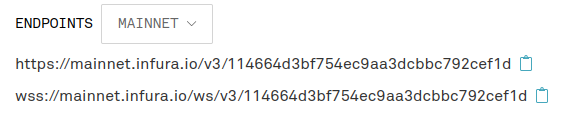 ENDPOINTS MAINNET
https://mainnet.infura.io/v3/114664d3bf754ec9aa3dcbbc792cef1d
wss://mainnet.infura.io/ws/v3/114664d3bf754ec9aa3dcbbc792cef1d